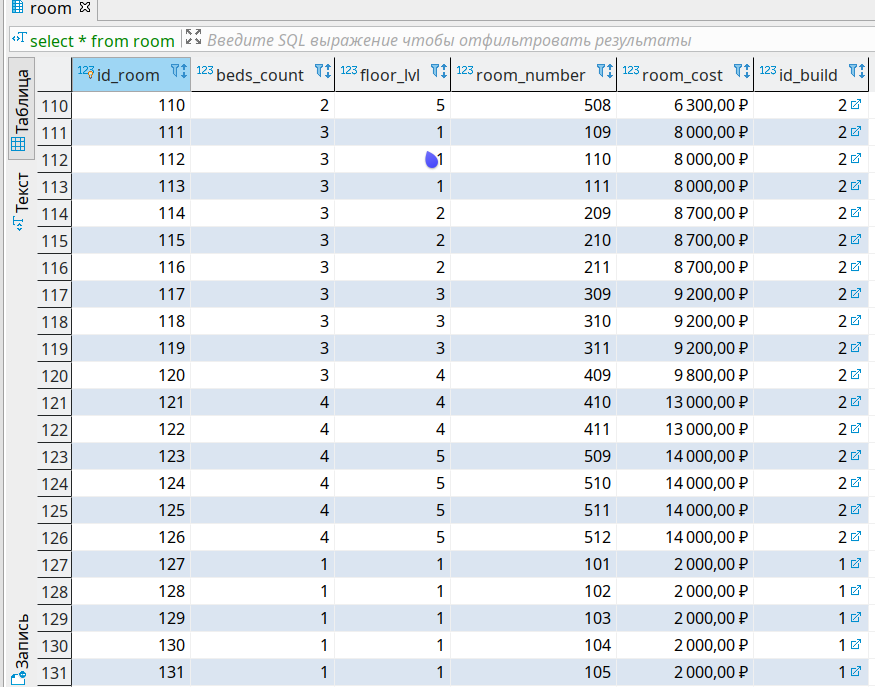 room
select * from room Введите SQL выражение чтобы отфильтровать результаты
Таблица
Текст
Запись
123 id_room 123 beds_count 123 floor_lvl 123 room_number 123 room_cost 123 id_build
110 110 2 5 508 6 300,00 ₽ 2
111 111 3 1 109 8 000,00 ₽ 2
112 112 3 1 110 8 000,00 ₽ 2
113 113 3 1 111 8 000,00 ₽ 2
114 114 3 2 209 8 700,00 ₽ 2
115 115 3 2 210 8 700,00 ₽ 2
116 116 3 2 211 8 700,00 ₽ 2
117 117 3 3 309 9 200,00 ₽ 2
118 118 3 3 310 9 200,00 ₽ 2
119 119 3 3 311 9 200,00 ₽ 2
120 120 3 4 409 9 800,00 ₽ 2
121 121 4 4 410 13 000,00 ₽ 2
122 122 4 4 411 13 000,00 ₽ 2
123 123 4 5 509 14 000,00 ₽ 2
124 124 4 5 510 14 000,00 ₽ 2
125 125 4 5 511 14 000,00 ₽ 2
126 126 4 5 512 14 000,00 ₽ 2
127 127 1 1 101 2 000,00 ₽ 1
128 128 1 1 102 2 000,00 ₽ 1
129 129 1 1 103 2 000,00 ₽ 1
130 130 1 1 104 2 000,00 ₽ 1
131 131 1 1 105 2 000,00 ₽ 1